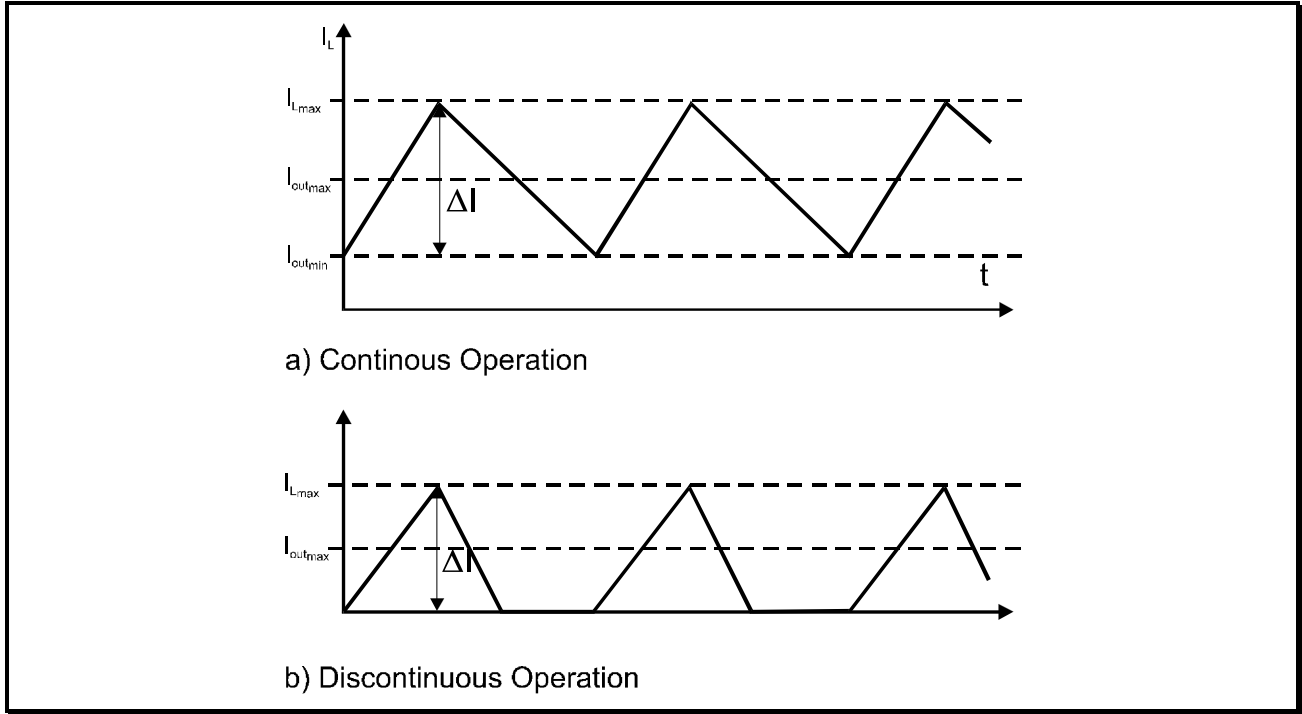 I_L
I_Lmax
I_outmax
ΔI
I_outmin
t
a) Continous Operation
I_Lmax
I_outmax
ΔI
b) Discontinuous Operation